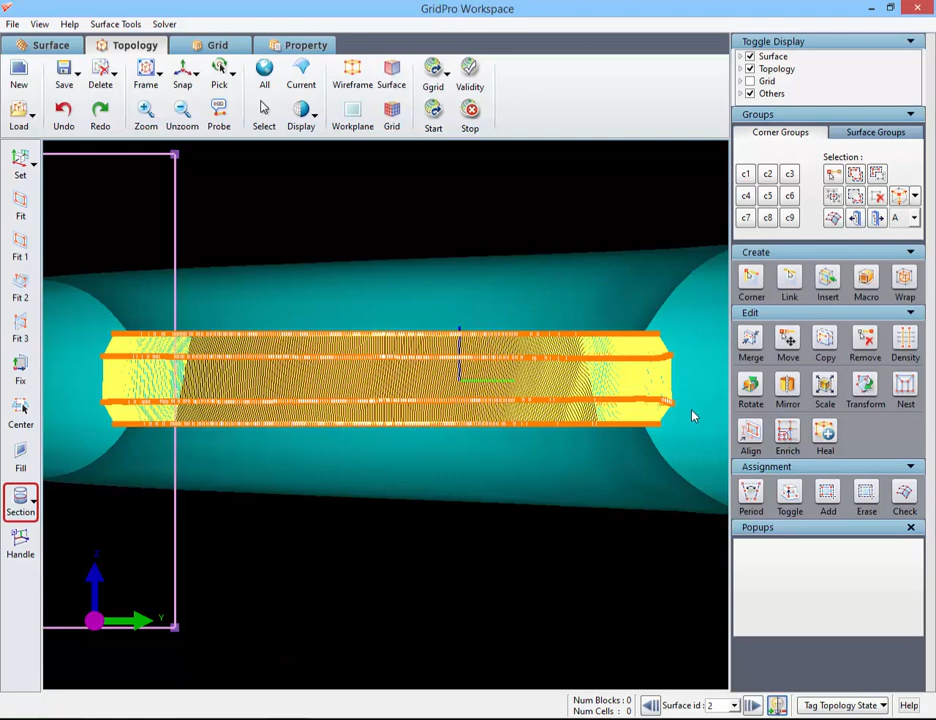 GridPro Workspace
File View Help Surface Tools Solver
Surface Topology Grid Property
New Save Delete Frame Snap Pick All Current Wireframe Surface Ggrid Validity
Load Undo Redo Zoom Unzoom Probe Select Display Workplane Grid Start Stop
Set
Fit
Fit 1
Fit 2
Fit 3
Fix
Center
Fill
Section
Handle
Y
Toggle Display
Surface
Topology
Grid
Others
Groups
Corner Groups Surface Groups
Selection :
c1 c2 c3
c4 c5 c6
c7 c8 c9 A
Create
Corner Link Insert Macro Wrap
Edit
Merge Move Copy Remove Density
Rotate Mirror Scale Transform Nest
Align Enrich Heal
Assignment
Period Toggle Add Erase Check
Popups
Num Blocks: 0
Num Cells : 0
Surface id: 2
Tag Topology State
Help